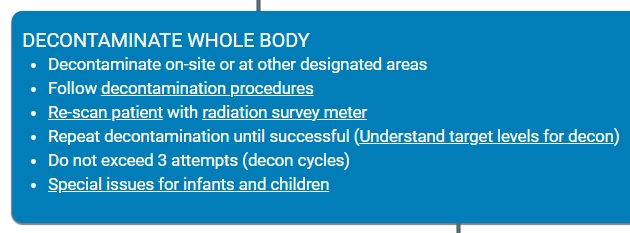 DECONTAMINATE WHOLE BODY
• Decontaminate on-site or at other designated areas
• Follow decontamination procedures
• Re-scan patient with radiation survey meter
• Repeat decontamination until successful (Understand target levels for decon)
• Do not exceed 3 attempts (decon cycles)
• Special issues for infants and children